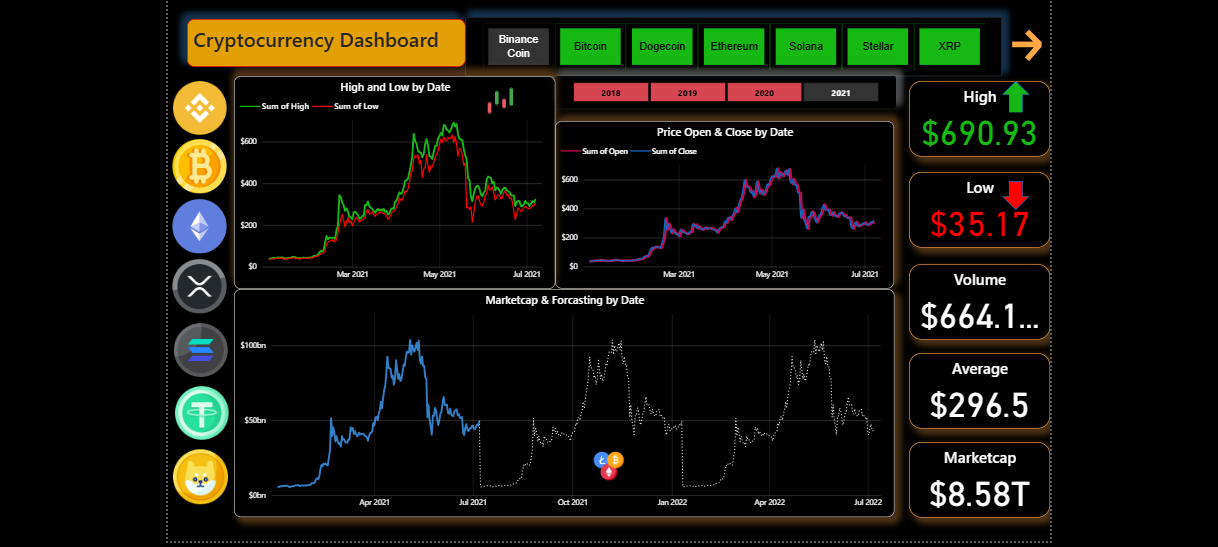 Cryptocurrency Dashboard
Binance
Coin
Bitcoin
Dogecoin
Ethereum
Solana
Stellar
XRP
2018
2019
2020
2021
High and Low by Date
Sum of High
Sum of Low
$600
$400
$200
$0
Mar 2021
May 2021
Jul 2021
Price Open & Close by Date
Sum of Open
Sum of Close
$600
$400
$200
$0
Mar 2021
May 2021
Jul 2021
High
$690.93
Low
$35.17
Volume
$664.1...
Average
$296.5
Marketcap
$8.58T
Marketcap & Forcasting by Date
$100bn
$50bn
$0bn
Apr 2021
Jul 2021
Oct 2021
Jan 2022
Apr 2022
Jul 2022